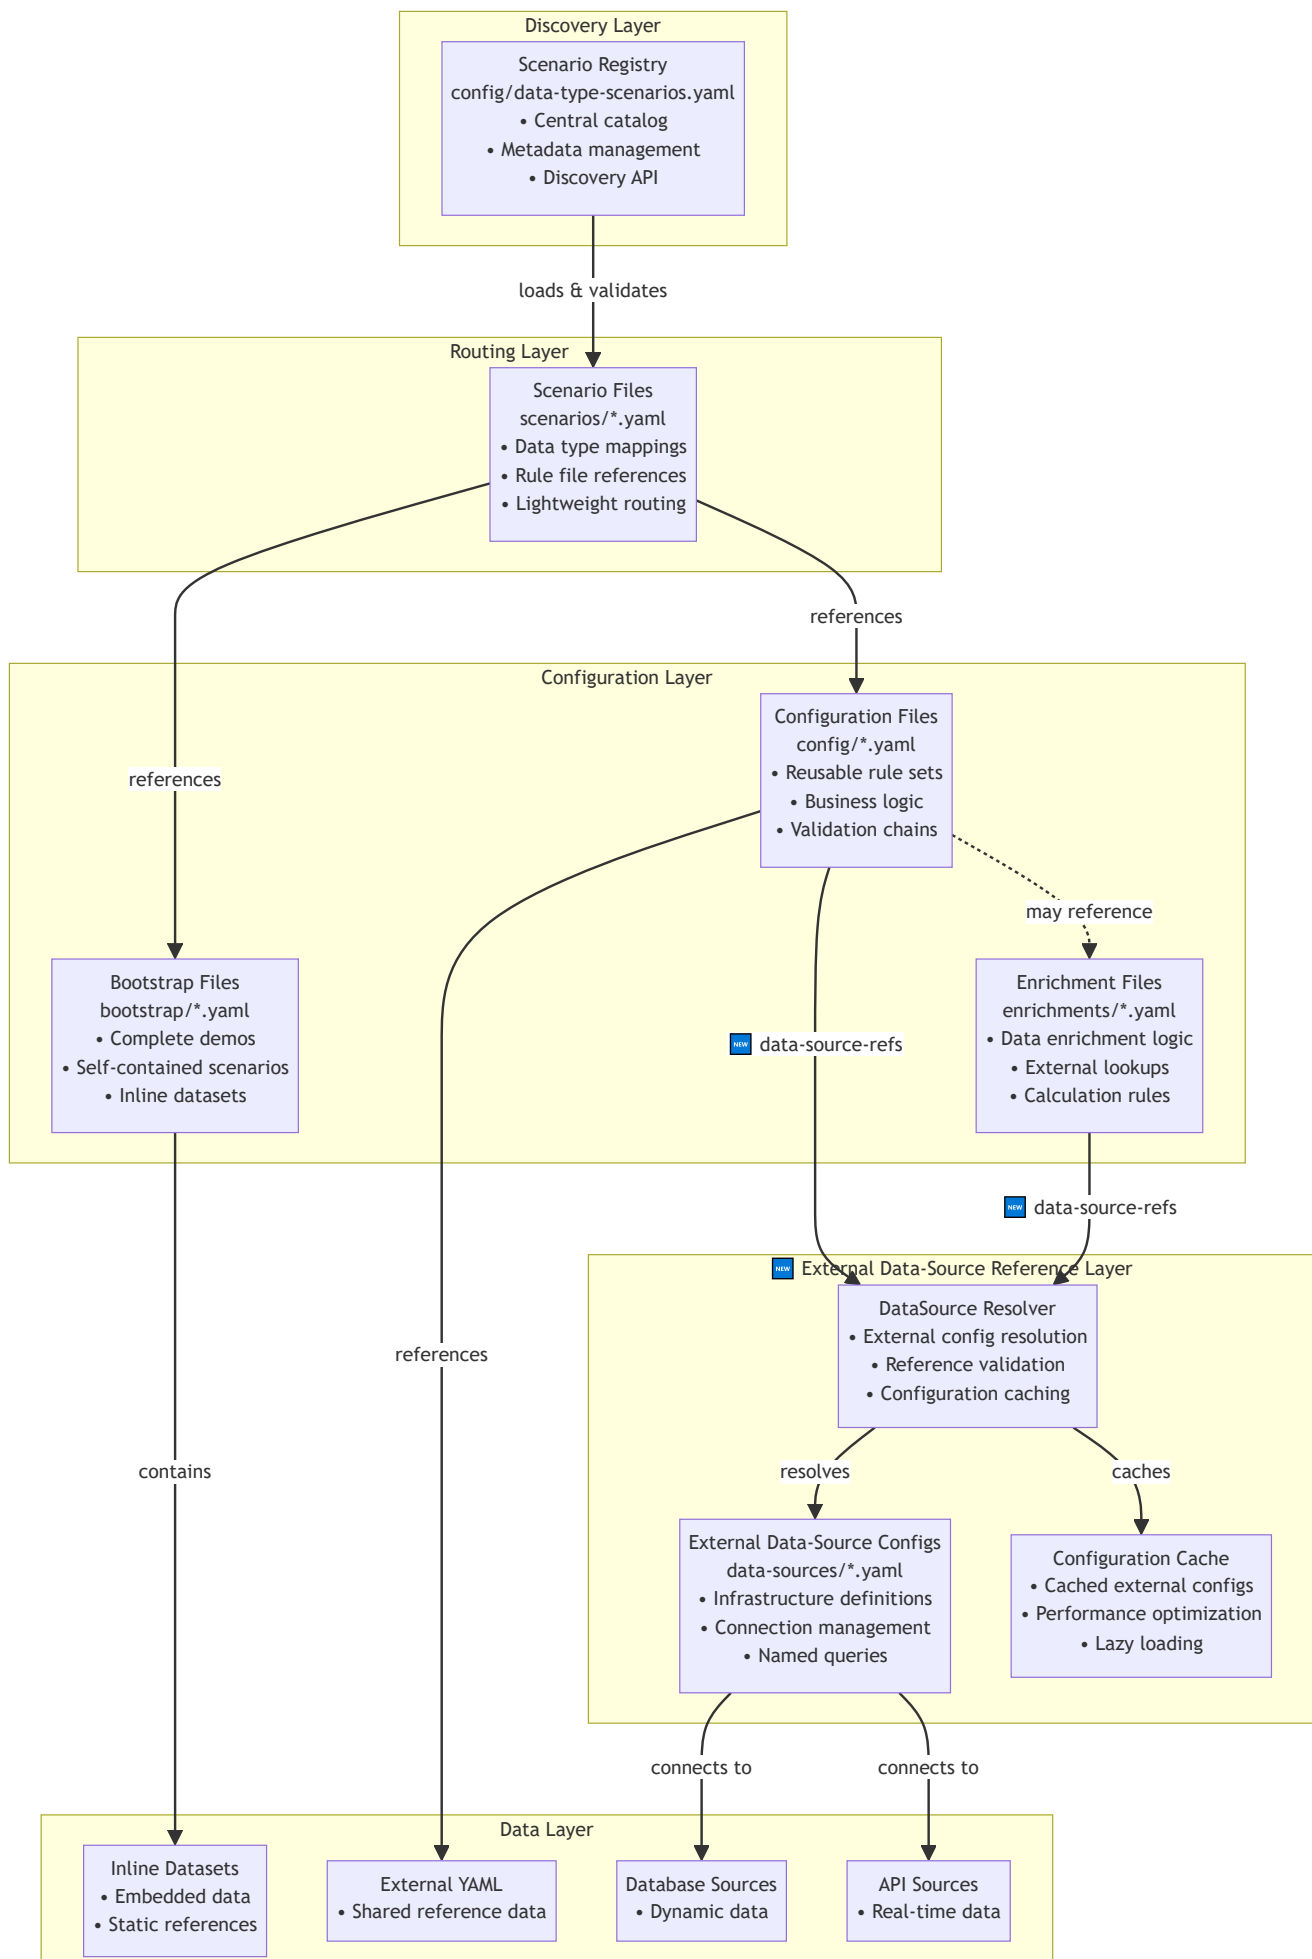 Discovery Layer
Scenario Registry
config/data-type-scenarios.yaml
• Central catalog
• Metadata management
• Discovery API
loads & validates
Routing Layer
Scenario Files
scenarios/*.yaml
• Data type mappings
• Rule file references
• Lightweight routing
references
Configuration Layer
Configuration Files
config/*.yaml
• Reusable rule sets
• Business logic
• Validation chains
references
may reference
Bootstrap Files
bootstrap/*.yaml
• Complete demos
• Self-contained scenarios
• Inline datasets
Enrichment Files
enrichments/*.yaml
• Data enrichment logic
• External lookups
• Calculation rules
🆕 data-source-refs
🆕 data-source-refs
🆕 External Data-Source Reference Layer
DataSource Resolver
• External config resolution
• Reference validation
• Configuration caching
references
contains
resolves
caches
External Data-Source Configs
data-sources/*.yaml
• Infrastructure definitions
• Connection management
• Named queries
Configuration Cache
• Cached external configs
• Performance optimization
• Lazy loading
connects to
connects to
Data Layer
Inline Datasets
• Embedded data
• Static references
External YAML
• Shared reference data
Database Sources
• Dynamic data
API Sources
• Real-time data